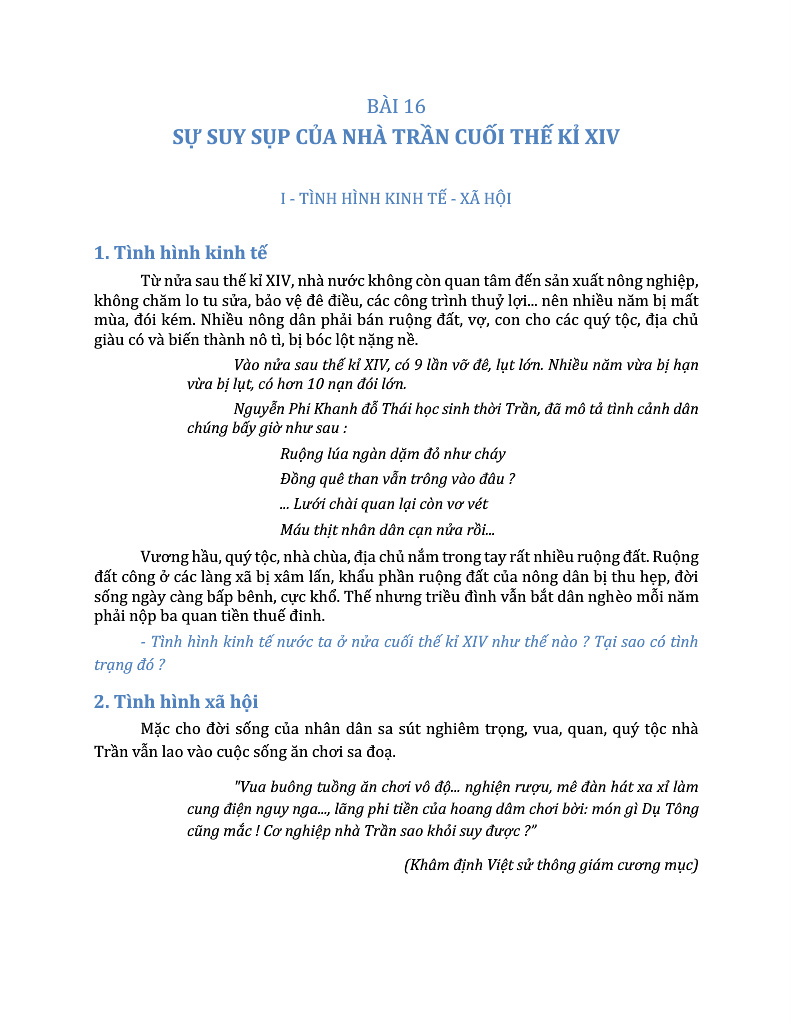 BÀI 16
SỰ SUY SỤP CỦA NHÀ TRẦN CUỐI THẾ KỈ XIV
I - TÌNH HÌNH KINH TẾ - XÃ HỘI
1. Tình hình kinh tế
Từ nửa sau thế kỉ XIV, nhà nước không còn quan tâm đến sản xuất nông nghiệp,
không chăm lo tu sửa, bảo vệ đê điều, các công trình thuỷ lợi... nên nhiều năm bị mất
mùa, đói kém. Nhiều nông dân phải bán ruộng đất, vợ, con cho các quý tộc, địa chủ
giàu có và biến thành nô tì, bị bóc lột nặng nề.
Vào nửa sau thế kỉ XIV, có 9 lần vỡ đê, lụt lớn. Nhiều năm vừa bị hạn
vừa bị lụt, có hơn 10 nạn đói lớn.
Nguyễn Phi Khanh đỗ Thái học sinh thời Trần, đã mô tả tình cảnh dân
chúng bấy giờ như sau :
Ruộng lúa ngàn dặm đỏ như cháy
Đồng quê than vẫn trông vào đâu ?
... Lưới chài quan lại còn vơ vét
Máu thịt nhân dân cạn nửa rồi...
Vương hầu, quý tộc, nhà chùa, địa chủ nắm trong tay rất nhiều ruộng đất. Ruộng
đất công ở các làng xã bị xâm lấn, khẩu phần ruộng đất của nông dân bị thu hẹp, đời
sống ngày càng bấp bênh, cực khổ. Thế nhưng triều đình vẫn bắt dân nghèo mỗi năm
phải nộp ba quan tiền thuế đinh.
- Tình hình kinh tế nước ta ở nửa cuối thế kỉ XIV như thế nào ? Tại sao có tình
trạng đó ?
2. Tình hình xã hội
Mặc cho đời sống của nhân dân sa sút nghiêm trọng, vua, quan, quý tộc nhà
Trần vẫn lao vào cuộc sống ăn chơi sa đoạ.
"Vua buông tuồng ăn chơi vô độ... nghiện rượu, mê đàn hát xa xỉ làm
cung điện nguy nga..., lãng phi tiền của hoang dâm chơi bời: món gì Dụ Tông
cũng mắc ! Cơ nghiệp nhà Trần sao khỏi suy được ?"
(Khâm định Việt sử thông giám cương mục)